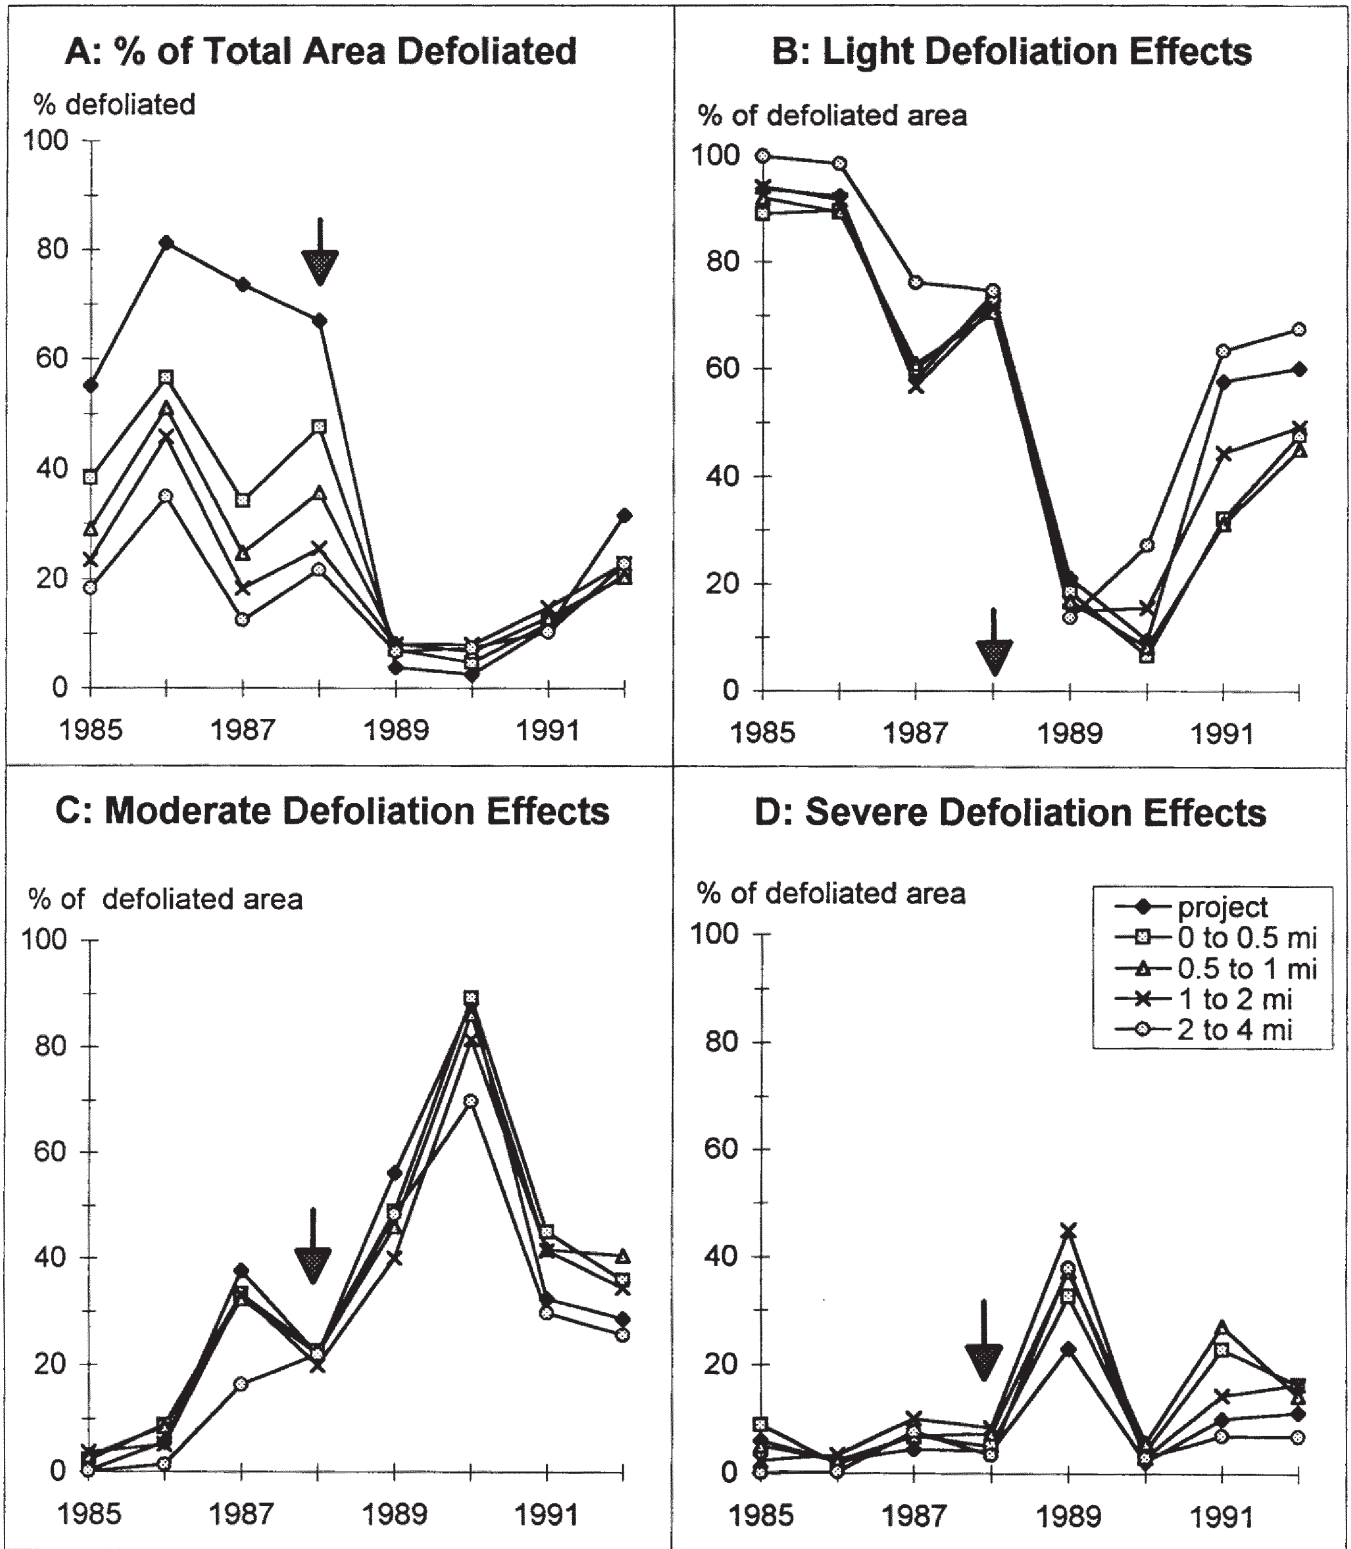 A: % of Total Area Defoliated
% defoliated
100
80
60
40
20
0
1985 1987 1989 1991
B: Light Defoliation Effects
% of defoliated area
100
80
60
40
20
0
1985 1987 1989 1991
C: Moderate Defoliation Effects
% of defoliated area
100
80
60
40
20
0
1985 1987 1989 1991
D: Severe Defoliation Effects
% of defoliated area
100
80
60
40
20
0
1985 1987 1989 1991
project
0 to 0.5 mi
0.5 to 1 mi
1 to 2 mi
2 to 4 mi